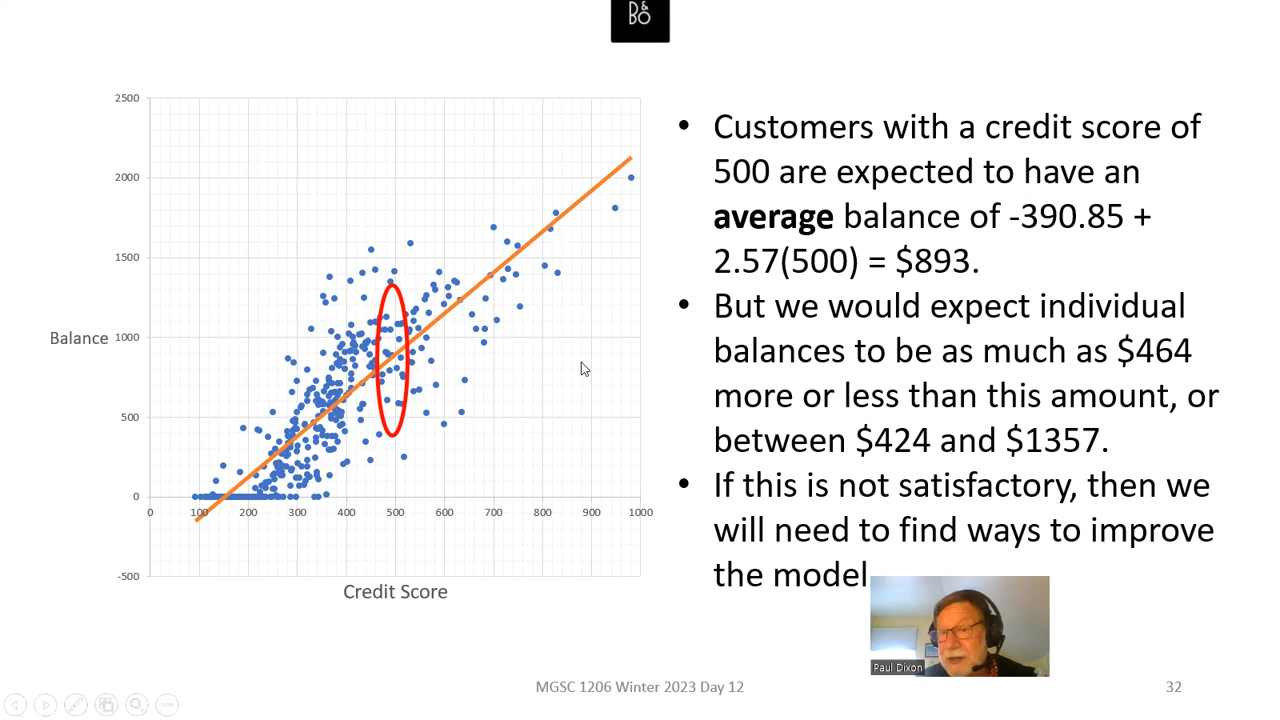 B&
BO
2500
2000
1500
Balance
1000
500
0
0 100 200 300 400 500 600 700 800 900 1000
-500
Credit Score
• Customers with a credit score of
500 are expected to have an
average balance of -390.85 +
2.57(500) = $893.
• But we would expect individual
balances to be as much as $464
more or less than this amount, or
between $424 and $1357.
• If this is not satisfactory, then we
will need to find ways to improve
the model
Paul Dixon
MGSC 1206 Winter 2023 Day 12
32